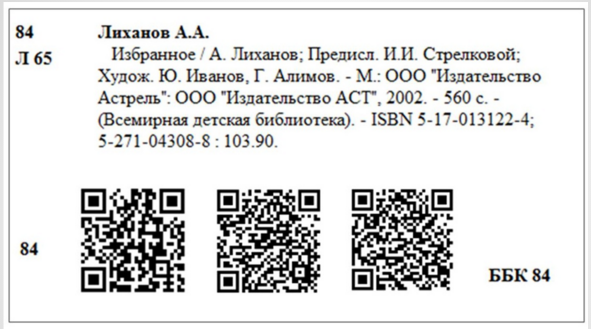 84 Лиханов А.А.
Л 65 Избранное / А. Лиханов; Предисл. И.И. Стрелковой;
Худож. Ю. Иванов, Г. Алимов. - М.: ООО "Издательство
Астрель": ООО "Издательство АСТ", 2002. - 560 с. -
(Всемирная детская библиотека). - ISBN 5-17-013122-4;
5-271-04308-8 : 103.90.
84
ББК 84